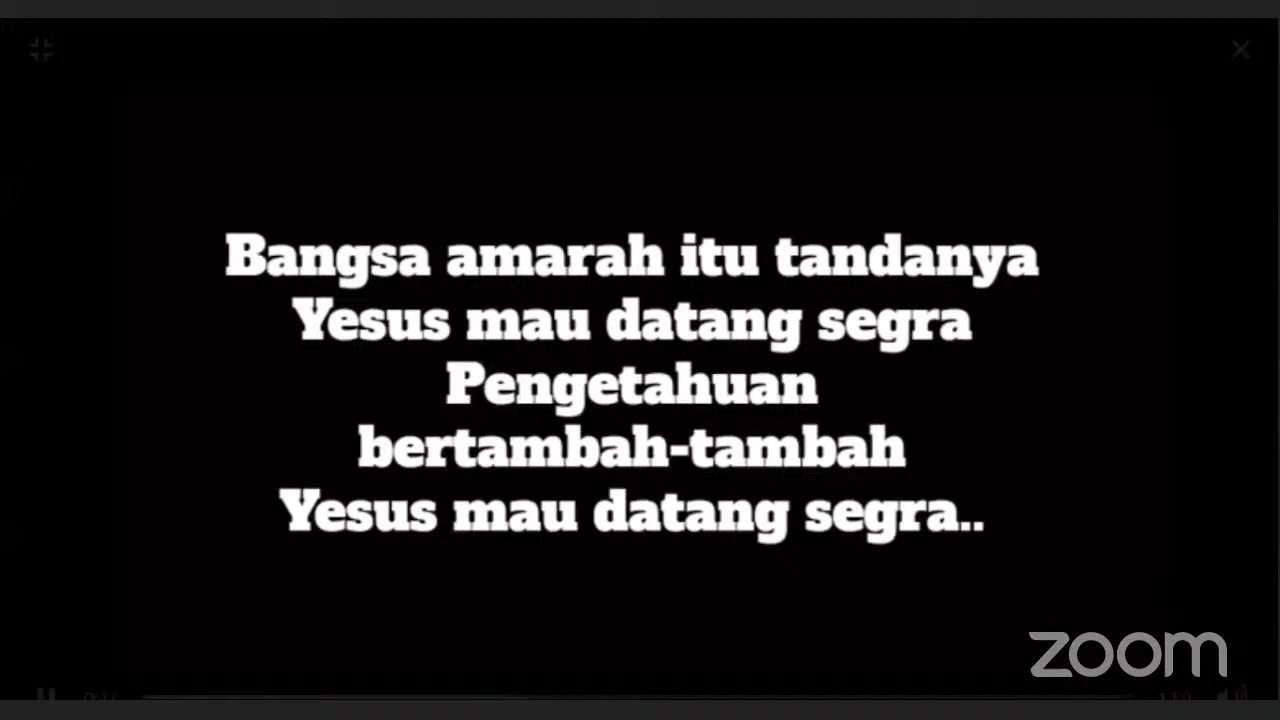 Bangsa amarah itu tandanya
Yesus mau datang segra
Pengetahuan
bertambah-tambah
Yesus mau datang segra..
zoom